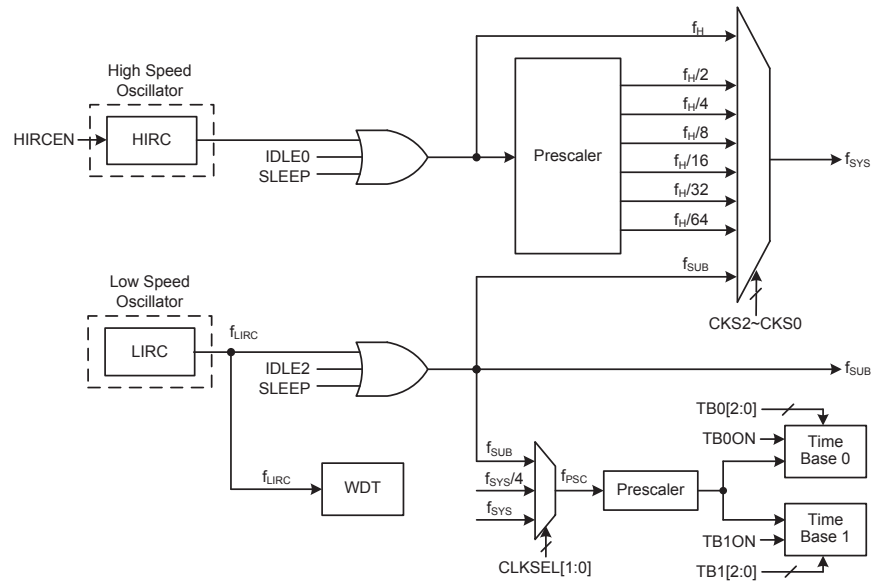 High Speed
Oscillator
HIRCEN
HIRC
IDLE0
SLEEP
Prescaler
fH
fH/2
fH/4
fH/8
fH/16
fH/32
fH/64
fSUB
fSYS
CKS2~CKS0
Low Speed
Oscillator
LIRC
fLIRC
IDLE2
SLEEP
fSUB
fLIRC
WDT
fSUB
fSYS/4
fSYS
CLKSEL[1:0]
fPSC
Prescaler
TB0[2:0]
TB0ON
Time
Base 0
TB1ON
Time
Base 1
TB1[2:0]